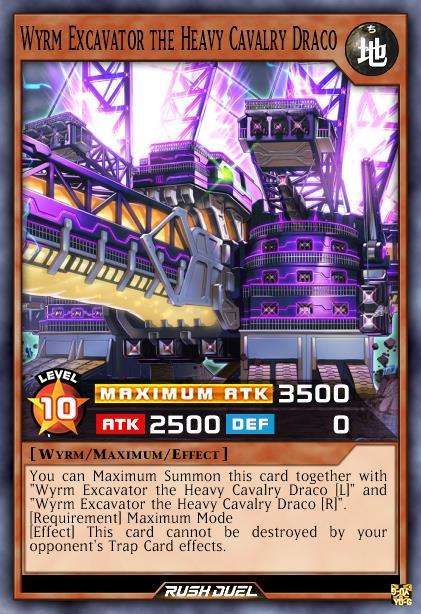 WYRM EXCAVATOR THE HEAVY CAVALRY DRACO
ち
地
LEVEL
10
MAXIMUM ATK 3500
ATK 2500 DEF 0
[WYRM/MAXIMUM/EFFECT]
You can Maximum Summon this card together with
"Wyrm Excavator the Heavy Cavalry Draco [L]" and
"Wyrm Excavator the Heavy Cavalry Draco [R]".
[Requirement] Maximum Mode
[Effect] This card cannot be destroyed by your
opponent's Trap Card effects.
RUSH DUEL